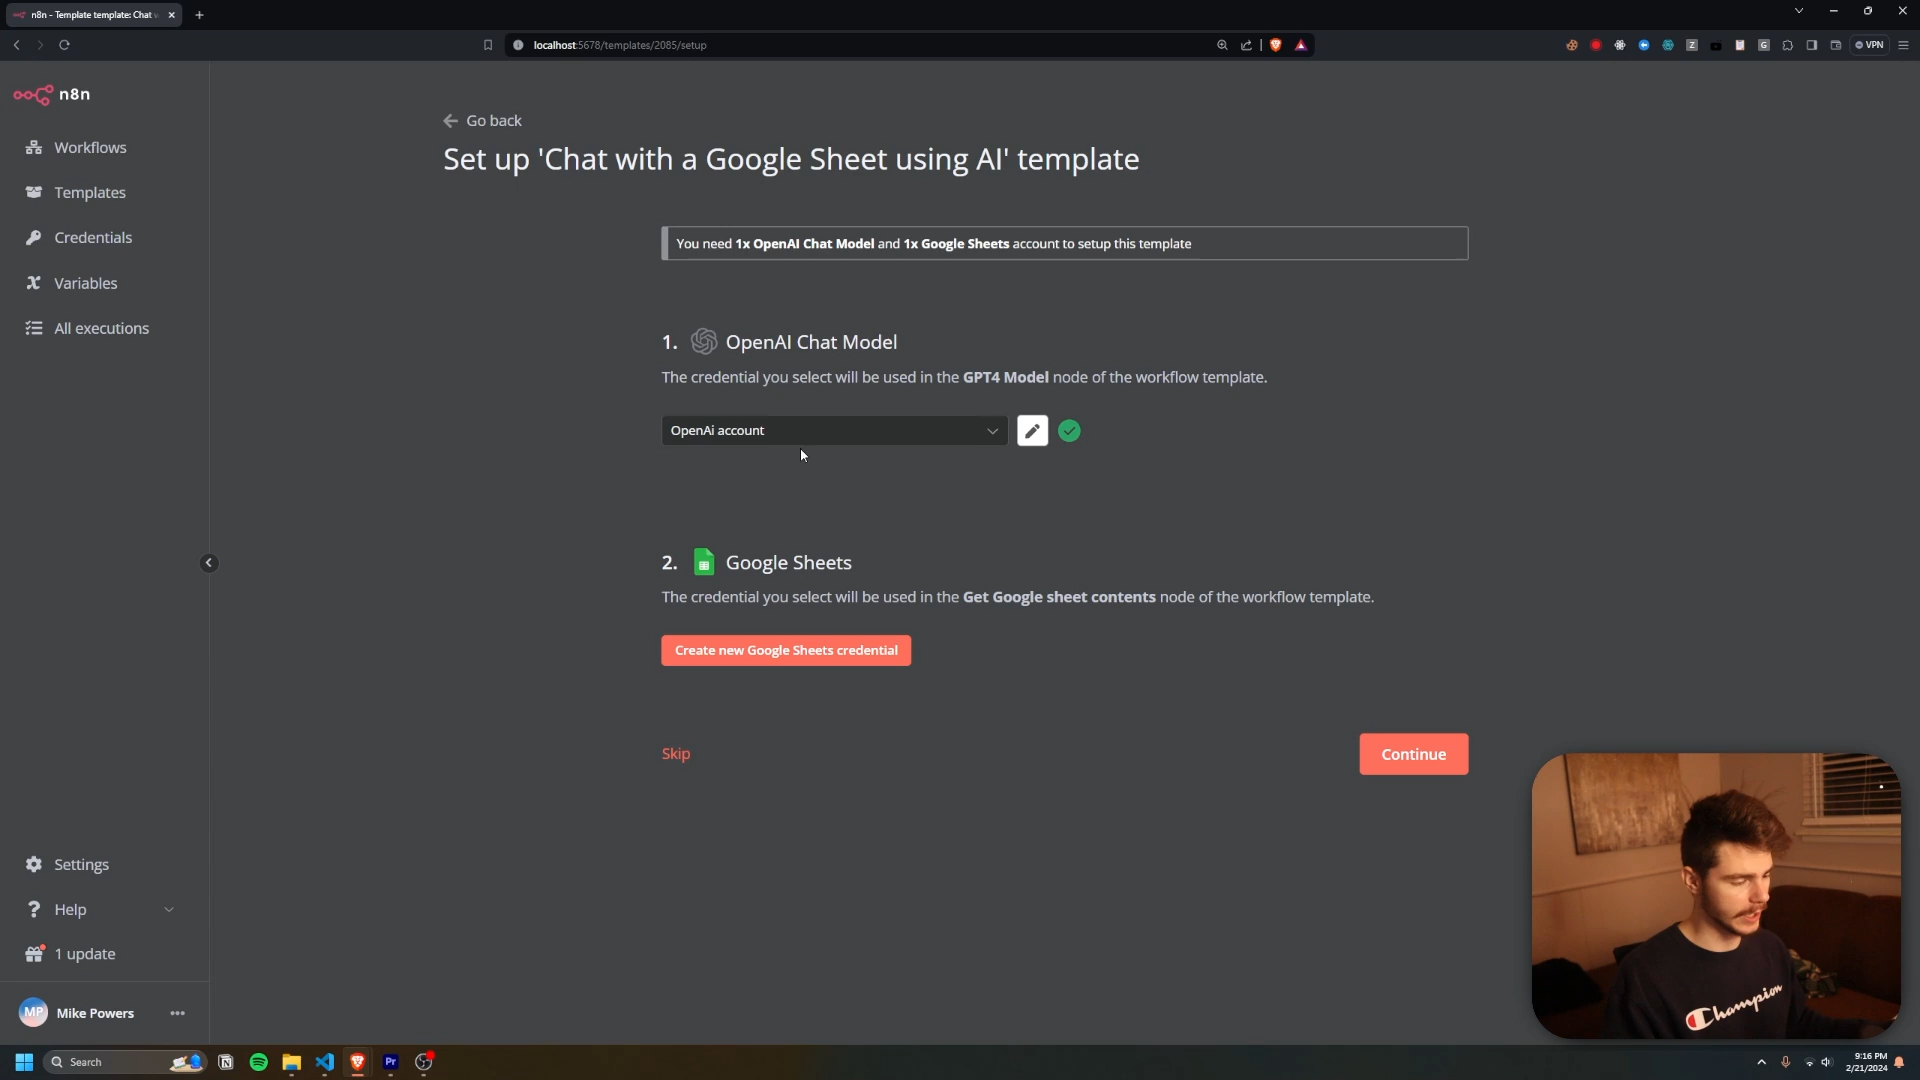 n8n - Template template: Chat w
localhost:5678/templates/2085/setup
Z
G
VPN
n8n
Workflows
Templates
Credentials
Variables
All executions
Go back
Set up 'Chat with a Google Sheet using AI' template
You need 1x OpenAI Chat Model and 1x Google Sheets account to setup this template
1. OpenAI Chat Model
The credential you select will be used in the GPT4 Model node of the workflow template.
OpenAi account
2. Google Sheets
The credential you select will be used in the Get Google sheet contents node of the workflow template.
Create new Google Sheets credential
Skip
Continue
Settings
? Help
1 update
MP Mike Powers
Champion
Search
N
Pr
9:16 PM
2/21/2024